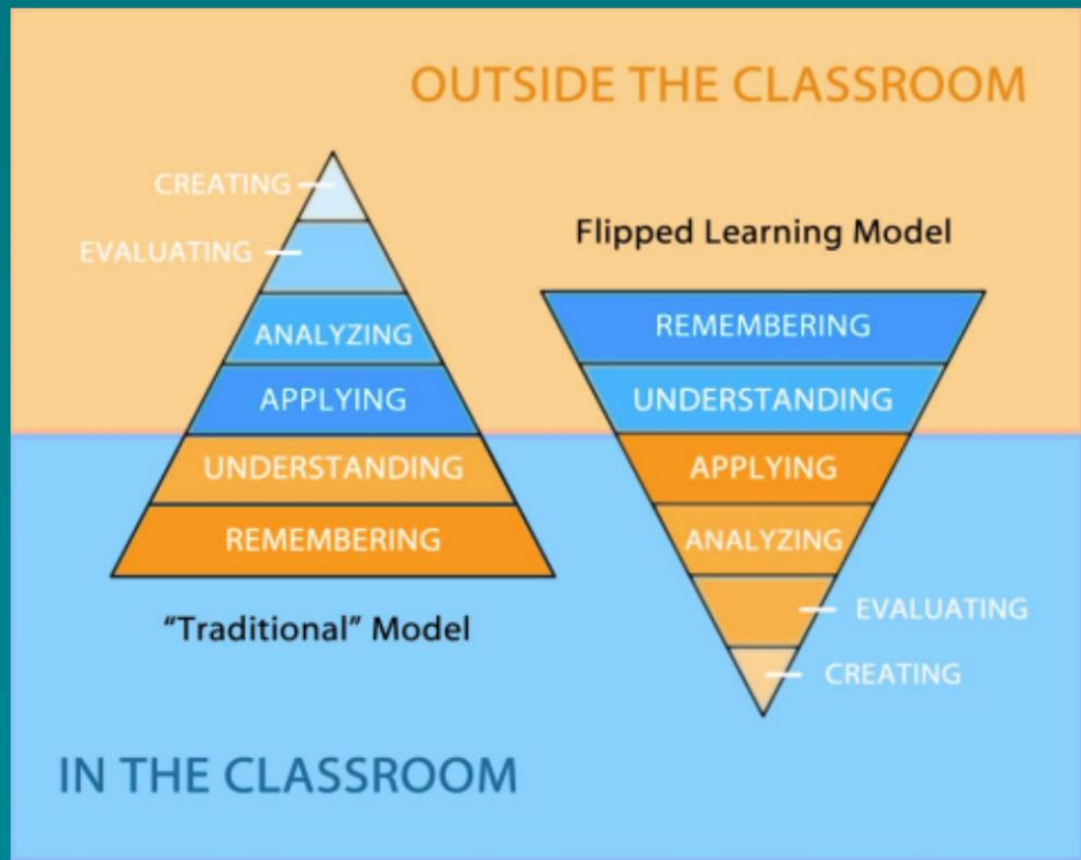 OUTSIDE THE CLASSROOM
CREATING
EVALUATING
ANALYZING
APPLYING
UNDERSTANDING
REMEMBERING
"Traditional" Model
Flipped Learning Model
REMEMBERING
UNDERSTANDING
APPLYING
ANALYZING
EVALUATING
CREATING
IN THE CLASSROOM